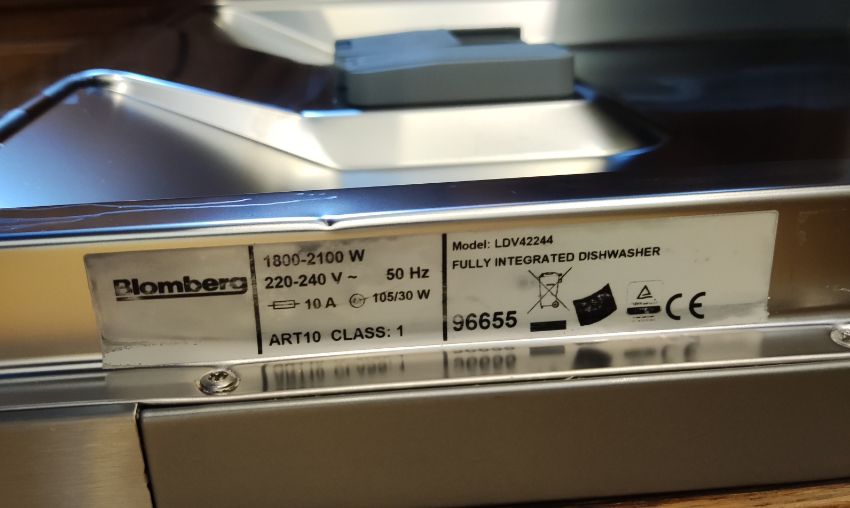 Blomberg
1800-2100 W
220-240 V ~ 50 Hz
10 A 105/30 W
ART10 CLASS: 1
Model: LDV42244
FULLY INTEGRATED DISHWASHER
96655
CE